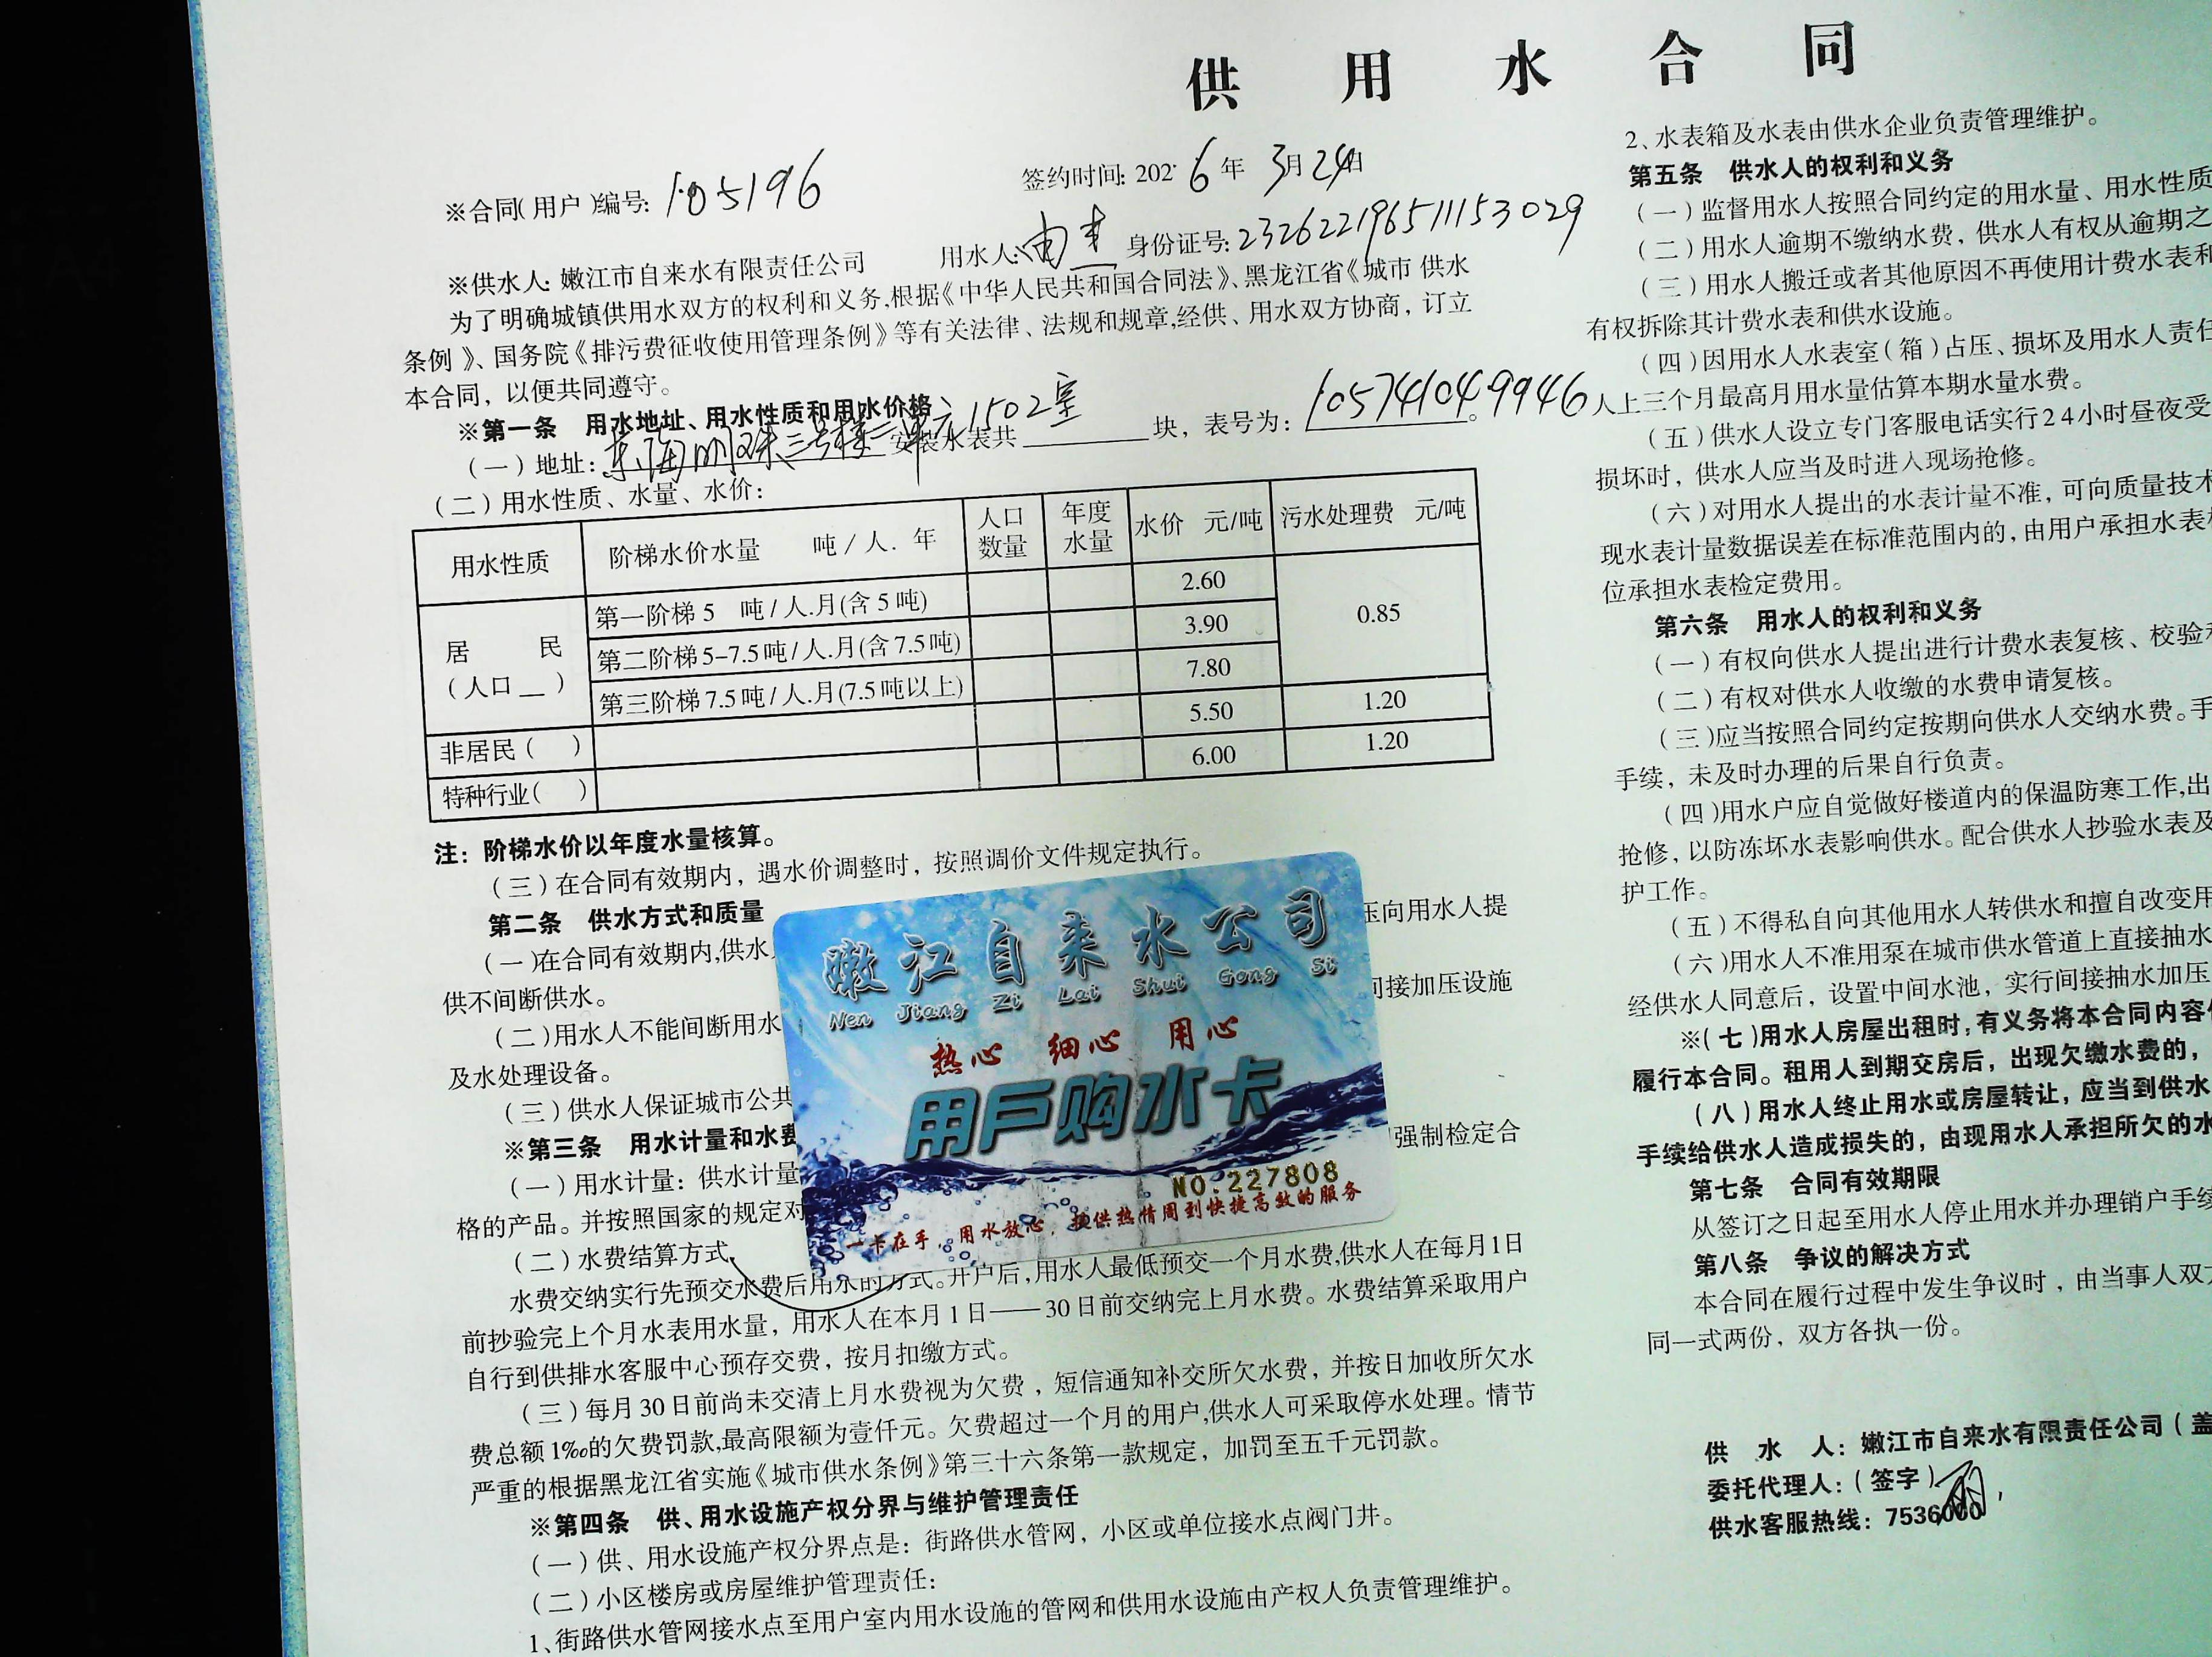 供用水合同
※合同(用户)编号: 105196
签约时间: 2026年3月24日
※供水人: 嫩江市自来水有限责任公司 用水人: 身份证号: 232622196511153029
为了明确城镇供用水双方的权利和义务,根据《中华人民共和国合同法》、黑龙江省《城市 供水
条例》、国务院《排污费征收使用管理条例》等有关法律、法规和规章,经供、用水双方协商，订立
本合同，以便共同遵守。
※第一条 用水地址、用水性质和用水价格
(一)地址: 东海明珠三号楼二单元1502室 安装水表共 块，表号为: 105741049946。
(二)用水性质、水量、水价:
用水性质 阶梯水价水量 吨/人.年 人口数量 年度水量 水价 元/吨 污水处理费 元/吨
居民(人口__) 第一阶梯5 吨/人.月(含5吨) 2.60 0.85
第二阶梯5-7.5吨/人.月(含7.5吨) 3.90
第三阶梯7.5吨/人.月(7.5吨以上) 7.80
非居民( ) 5.50 1.20
特种行业( ) 6.00 1.20
注: 阶梯水价以年度水量核算。
(三)在合同有效期内，遇水价调整时，按照调价文件规定执行。
第二条 供水方式和质量
(一)在合同有效期内,供水 压向用水人提
供不间断供水。
(二)用水人不能间断用水 间接加压设施
及水处理设备。
(三)供水人保证城市公共
※第三条 用水计量和水费
(一)用水计量: 供水计量 强制检定合
格的产品。并按照国家的规定对
(二)水费结算方式
水费交纳实行先预交水费后用水的方式。开户后,用水人最低预交一个月水费,供水人在每月1日
前抄验完上个月水表用水量，用水人在本月1日——30日前交纳完上月水费。水费结算采取用户
自行到供排水客服中心预存交费，按月扣缴方式。
(三)每月30日前尚未交清上月水费视为欠费，短信通知补交所欠水费，并按日加收所欠水
费总额1‰的欠费罚款,最高限额为壹仟元。欠费超过一个月的用户,供水人可采取停水处理。情节
严重的根据黑龙江省实施《城市供水条例》第三十六条第一款规定，加罚至五千元罚款。
※第四条 供、用水设施产权分界与维护管理责任
(一)供、用水设施产权分界点是: 街路供水管网，小区或单位接水点阀门井。
(二)小区楼房或房屋维护管理责任:
1、街路供水管网接水点至用户室内用水设施的管网和供用水设施由产权人负责管理维护。
嫩江自来水公司
Nen Jiang Zi Lai Shui Gong Si
热心 细心 用心
用户购水卡
NO:227808
一卡在手，用水放心，提供热情周到快捷高效的服务
2、水表箱及水表由供水企业负责管理维护。
第五条 供水人的权利和义务
(一)监督用水人按照合同约定的用水量、用水性质
(二)用水人逾期不缴纳水费，供水人有权从逾期之
(三)用水人搬迁或者其他原因不再使用计费水表和
有权拆除其计费水表和供水设施。
(四)因用水人水表室(箱)占压、损坏及用水人责任
人上三个月最高月用水量估算本期水量水费。
(五)供水人设立专门客服电话实行24小时昼夜受
损坏时，供水人应当及时进入现场抢修。
(六)对用水人提出的水表计量不准，可向质量技术
现水表计量数据误差在标准范围内的，由用户承担水表
位承担水表检定费用。
第六条 用水人的权利和义务
(一)有权向供水人提出进行计费水表复核、校验
(二)有权对供水人收缴的水费申请复核。
(三)应当按照合同约定按期向供水人交纳水费。手
手续，未及时办理的后果自行负责。
(四)用水户应自觉做好楼道内的保温防寒工作,出
抢修，以防冻坏水表影响供水。配合供水人抄验水表及
护工作。
(五)不得私自向其他用水人转供水和擅自改变用
(六)用水人不准用泵在城市供水管道上直接抽水
经供水人同意后，设置中间水池，实行间接抽水加压
※(七)用水人房屋出租时,有义务将本合同内容
履行本合同。租用人到期交房后，出现欠缴水费的，
(八)用水人终止用水或房屋转让，应当到供水
手续给供水人造成损失的，由现用水人承担所欠的水
第七条 合同有效期限
从签订之日起至用水人停止用水并办理销户手续
第八条 争议的解决方式
本合同在履行过程中发生争议时，由当事人双方
同一式两份，双方各执一份。
供 水 人: 嫩江市自来水有限责任公司(盖
委托代理人:(签字)
供水客服热线: 7536000